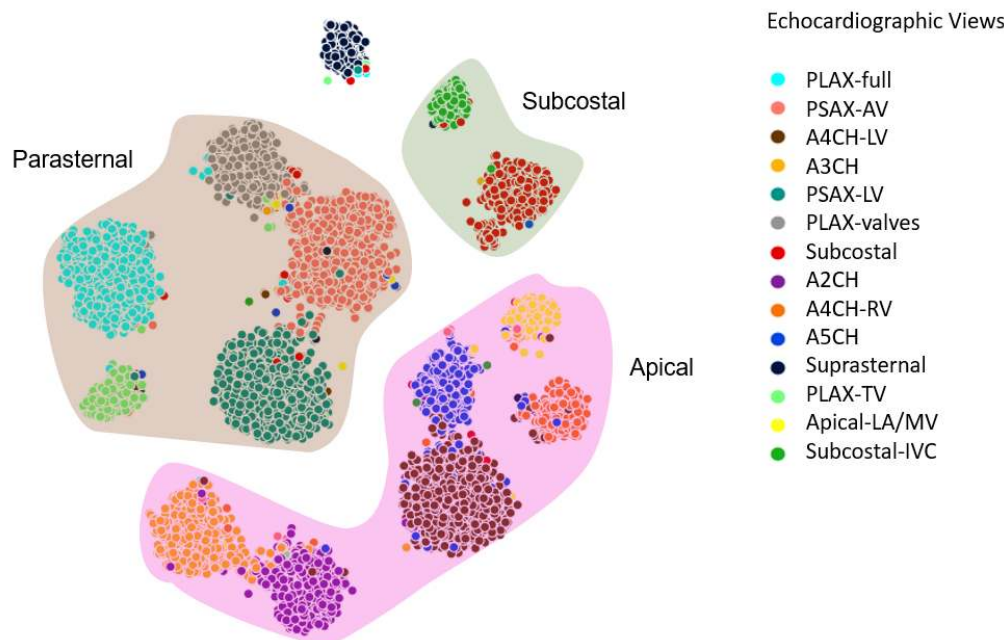 Echocardiographic Views
PLAX-full
PSAX-AV
A4CH-LV
A3CH
PSAX-LV
PLAX-valves
Subcostal
A2CH
A4CH-RV
A5CH
Suprasternal
PLAX-TV
Apical-LA/MV
Subcostal-IVC
Subcostal
Parasternal
Apical